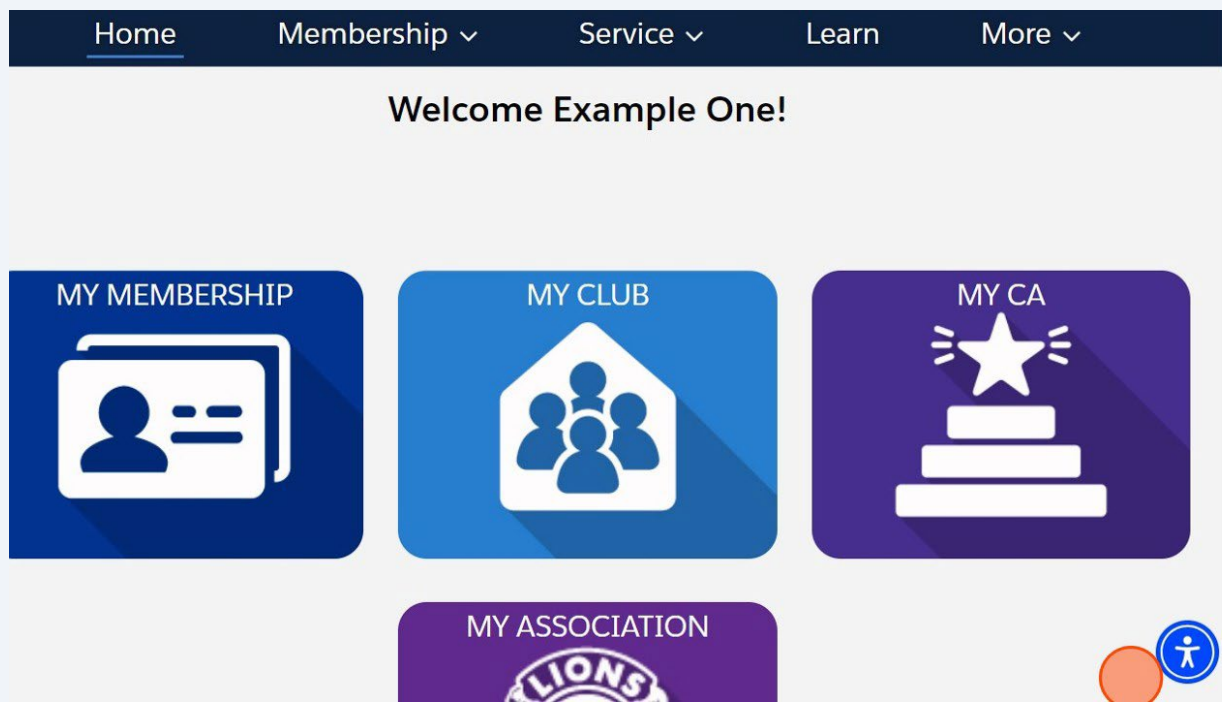 Home Membership Service Learn More
Welcome Example One!
MY MEMBERSHIP MY CLUB MY CA
MY ASSOCIATION
LIONS